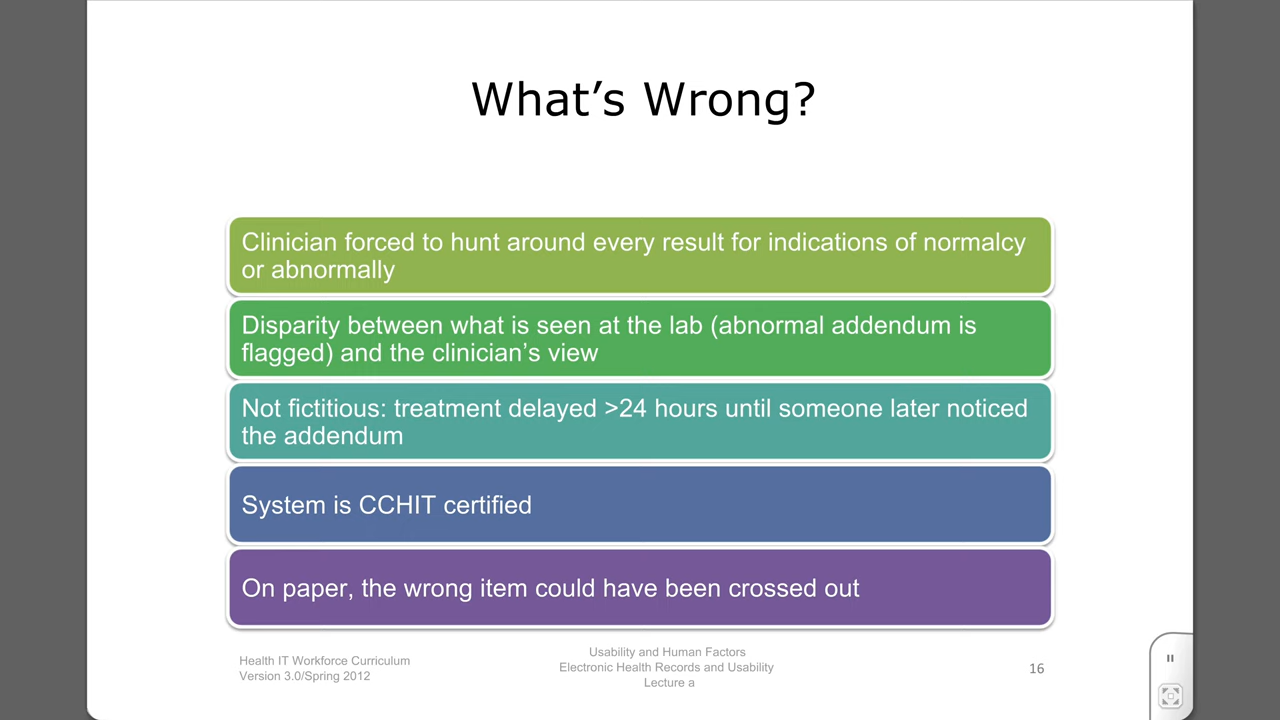 What’s Wrong?
Clinician forced to hunt around every result for indications of normalcy
or abnormally
Disparity between what is seen at the lab (abnormal addendum is
flagged) and the clinician’s view
Not fictitious: treatment delayed >24 hours until someone later noticed
the addendum
System is CCHIT certified
On paper, the wrong item could have been crossed out
Health IT Workforce Curriculum
Version 3.0/Spring 2012
Usability and Human Factors
Electronic Health Records and Usability
Lecture a
16